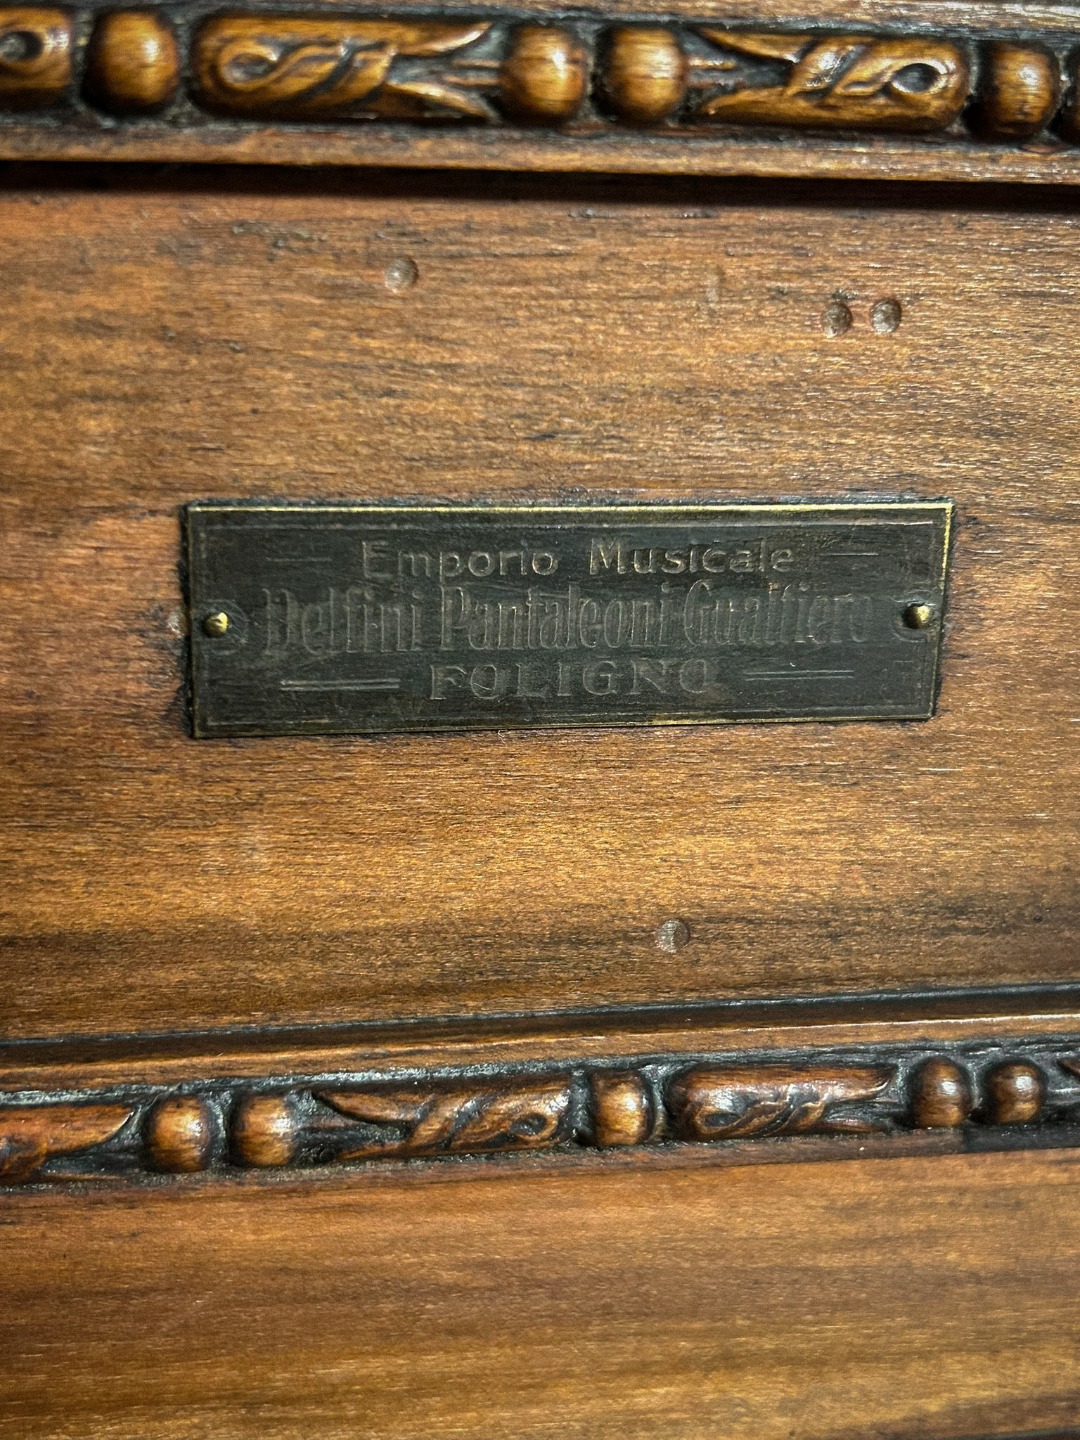 Emporio Musicale
Delfini Pantaleoni Gualtiero
FOLIGNO